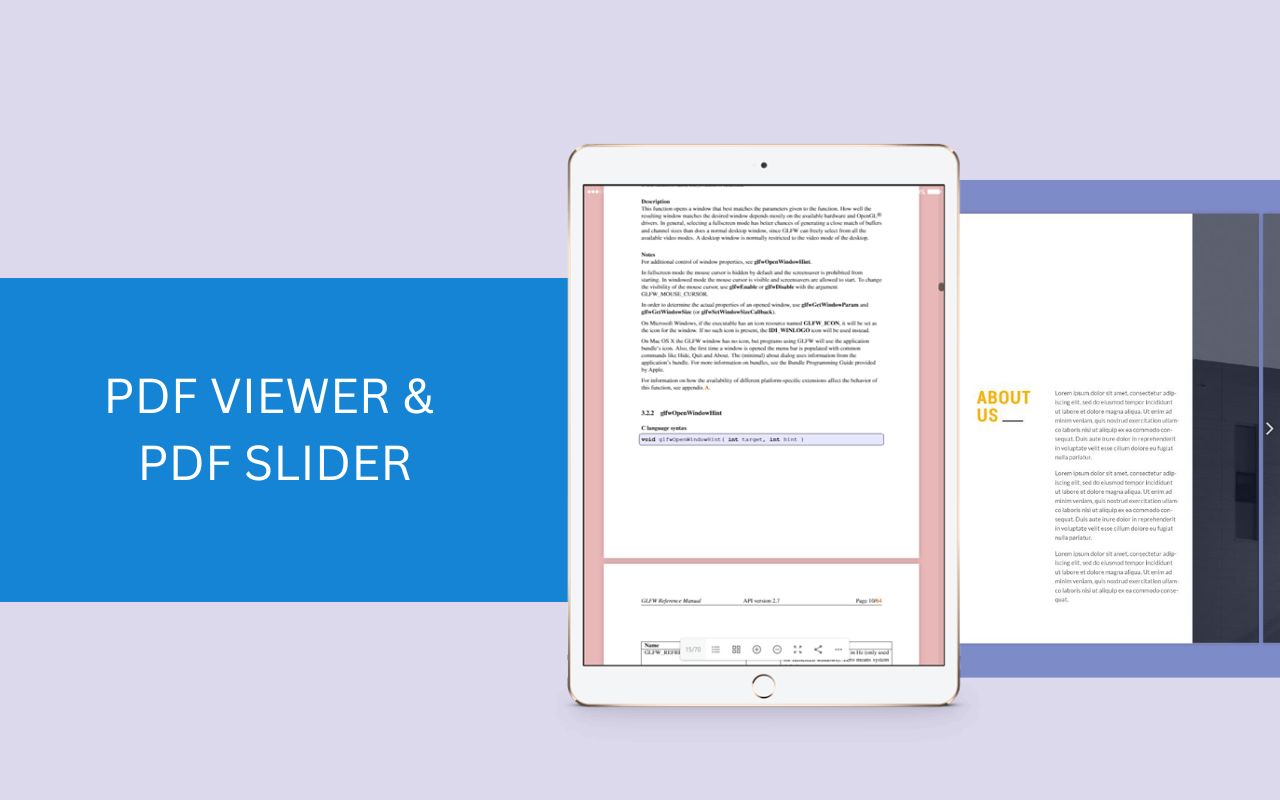 PDF VIEWER &
PDF SLIDER
Description
This function opens a window that best matches the parameters given to the function. How well the
resulting window matches the desired window depends mostly on the available hardware and OpenGL®
drivers. In general, selecting a fullscreen mode has better chances of generating a close match of buffers
and channel sizes than does a normal desktop window, since GLFW can freely select from all the
available video modes. A desktop window is normally restricted to the video mode of the desktop.
Notes
For additional control of window properties, see glfwOpenWindowHint.
In fullscreen mode the mouse cursor is hidden by default and the screensaver is prohibited from
starting. In windowed mode the mouse cursor is visible and screensavers are allowed to start. To change
the visibility of the mouse cursor, use glfwEnable or glfwDisable with the argument
GLFW_MOUSE_CURSOR.
In order to determine the actual properties of an opened window, use glfwGetWindowParam and
glfwGetWindowSize (or glfwSetWindowSizeCallback).
On Microsoft Windows, if the executable has an icon resource named GLFW_ICON, it will be set as
the icon for the window. If no such icon is present, the IDI_WINLOGO icon will be used instead.
On Mac OS X the GLFW window has no icon, but programs using GLFW will use the application
bundle's icon. Also, the first time a window is opened the menu bar is populated with common
commands like Hide, Quit and About. The (minimal) about dialog uses information from the
application's bundle. For more information on bundles, see the Bundle Programming Guide provided
by Apple.
For information on how the availability of different platform-specific extensions affect the behavior of
this function, see appendix A.
3.2.2 glfwOpenWindowHint
C language syntax
void glfwOpenWindowHint( int target, int hint )
GLFW Reference Manual API version 2.7 Page 10/64
Name
GLFW_REFRE in Hz (only used
15/70
ABOUT
US
Lorem ipsum dolor sit amet, consectetur adip-
iscing elit, sed do eiusmod tempor incididunt
ut labore et dolore magna aliqua. Ut enim ad
minim veniam, quis nostrud exercitation ullam-
co laboris nisi ut aliquip ex ea commodo con-
sequat. Duis aute irure dolor in reprehenderit
in voluptate velit esse cillum dolore eu fugiat
nulla pariatur.
Lorem ipsum dolor sit amet, consectetur adip-
iscing elit, sed do eiusmod tempor incididunt
ut labore et dolore magna aliqua. Ut enim ad
minim veniam, quis nostrud exercitation ullam-
co laboris nisi ut aliquip ex ea commodo con-
sequat. Duis aute irure dolor in reprehenderit
in voluptate velit esse cillum dolore eu fugiat
nulla pariatur.
Lorem ipsum dolor sit amet, consectetur adip-
iscing elit, sed do eiusmod tempor incididunt
ut labore et dolore magna aliqua. Ut enim ad
minim veniam, quis nostrud exercitation ullam-
co laboris nisi ut aliquip ex ea commodo conse-
quat.